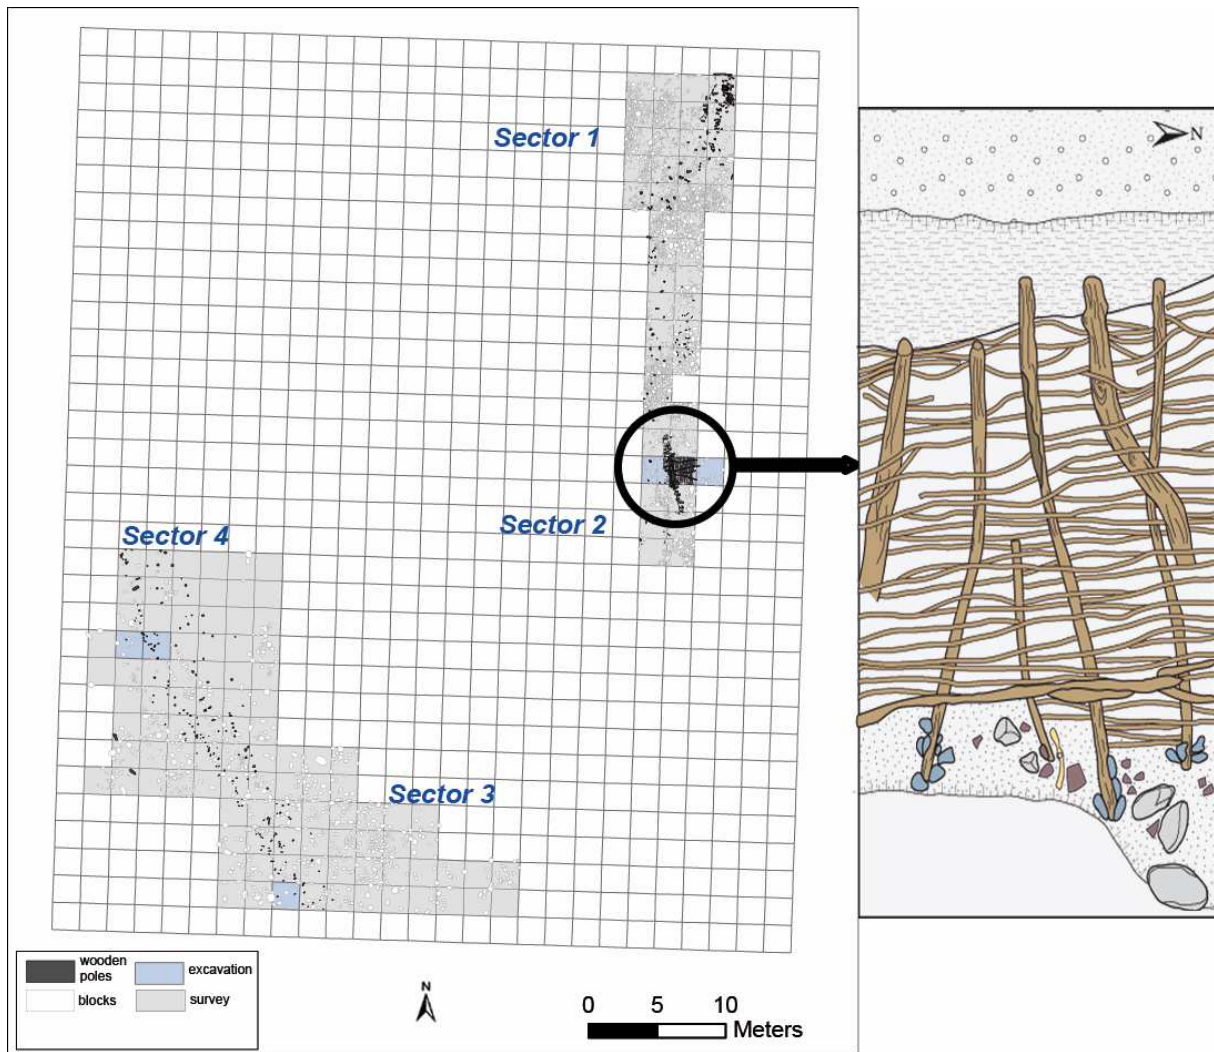 Sector 1
N
Sector 2
Sector 4
Sector 3
wooden
poles
excavation
blocks
survey
N
0 5 10
Meters